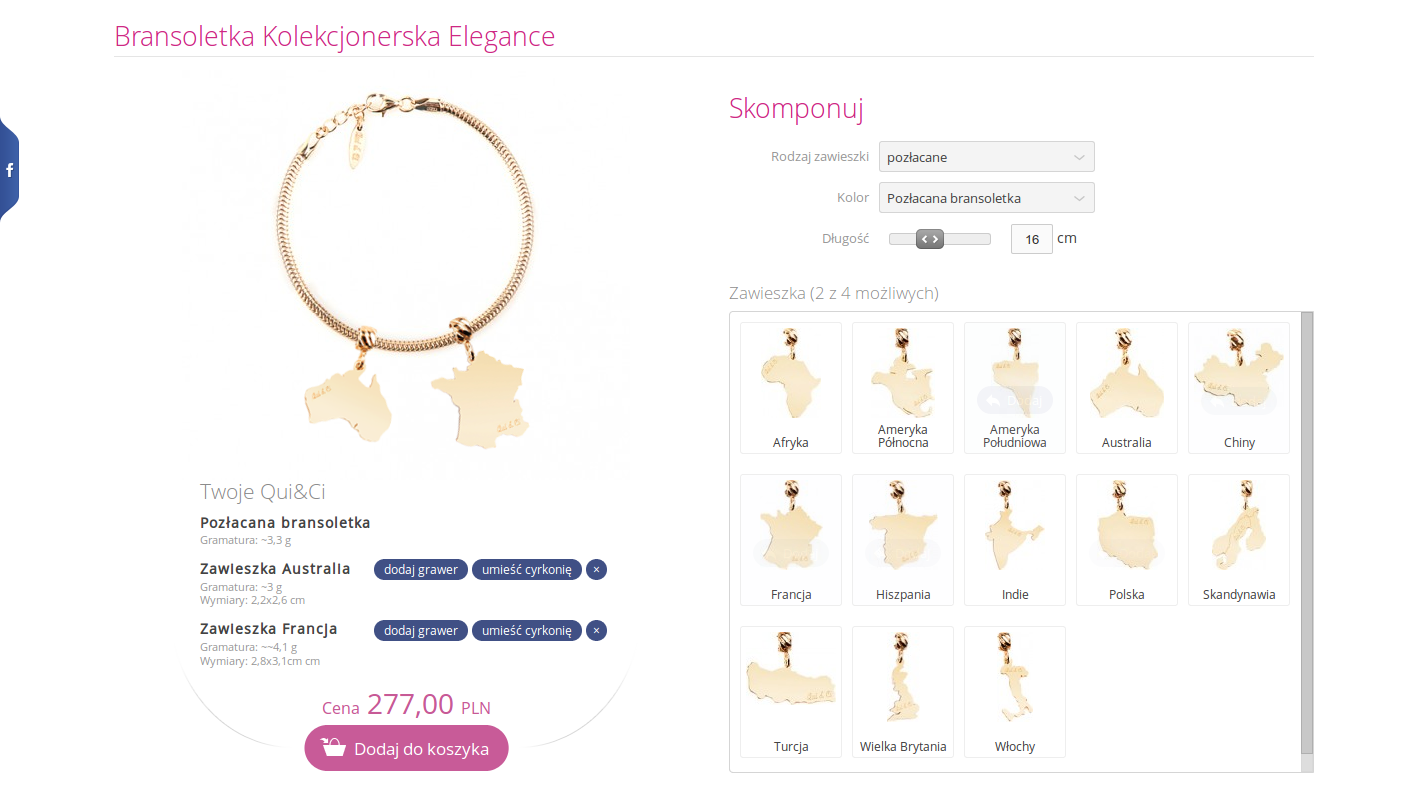 Bransoletka Kolekcjonerska Elegance
f
Skomponuj
Rodzaj zawieszki pozłacane
Kolor Pozłacana bransoletka
Długość 16 cm
Zawieszka (2 z 4 możliwych)
Afryka
Ameryka
Północna
Ameryka
Południowa
Australia
Chiny
Francja
Hiszpania
Indie
Polska
Skandynawia
Turcja
Wielka Brytania
Włochy
Twoje Qui&Ci
Pozłacana bransoletka
Gramatura: ~3,3 g
Zawieszka Australia dodaj grawer umieść cyrkonię ×
Gramatura: ~3 g
Wymiary: 2,2x2,6 cm
Zawieszka Francja dodaj grawer umieść cyrkonię ×
Gramatura: ~~4,1 g
Wymiary: 2,8x3,1cm cm
Cena 277,00 PLN
Dodaj do koszyka